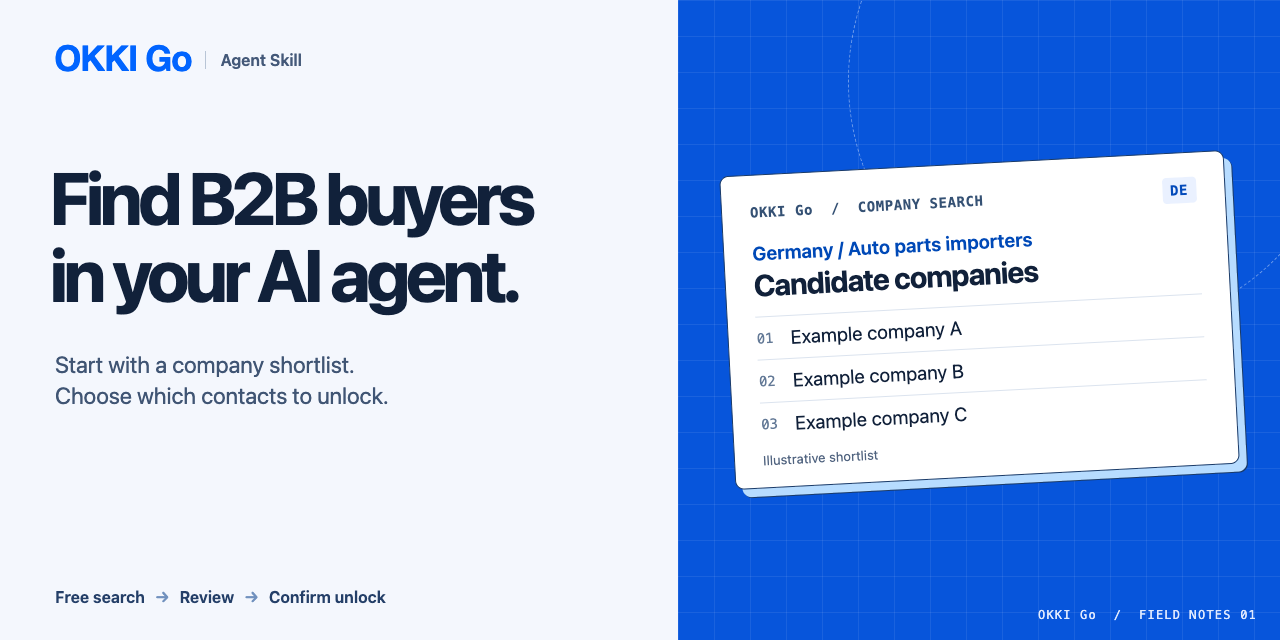 OKKI Go | Agent Skill
Find B2B buyers
in your AI agent.
Start with a company shortlist.
Choose which contacts to unlock.
Free search → Review → Confirm unlock
OKKI Go / COMPANY SEARCH
DE
Germany / Auto parts importers
Candidate companies
01 Example company A
02 Example company B
03 Example company C
Illustrative shortlist
OKKI Go / FIELD NOTES 01